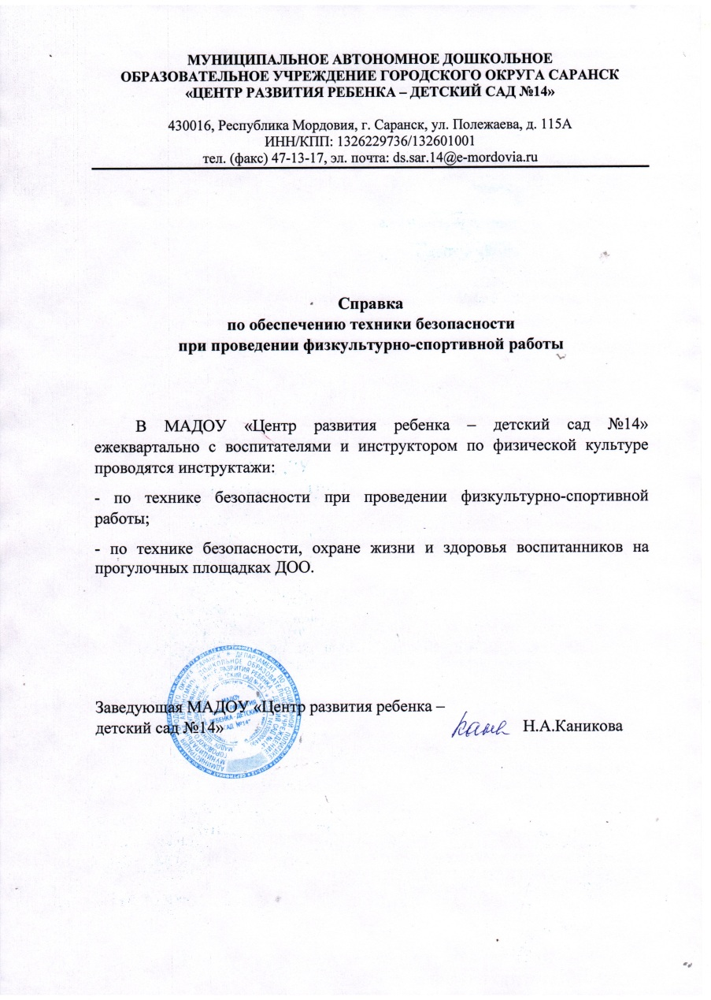 МУНИЦИПАЛЬНОЕ АВТОНОМНОЕ ДОШКОЛЬНОЕ
ОБРАЗОВАТЕЛЬНОЕ УЧРЕЖДЕНИЕ ГОРОДСКОГО ОКРУГА САРАНСК
«ЦЕНТР РАЗВИТИЯ РЕБЕНКА – ДЕТСКИЙ САД №14»
430016, Республика Мордовия, г. Саранск, ул. Полежаева, д. 115А
ИНН/КПП: 1326229736/132601001
тел. (факс) 47-13-17, эл. почта: ds.sar.14@e-mordovia.ru
Справка
по обеспечению техники безопасности
при проведении физкультурно-спортивной работы
В МАДОУ «Центр развития ребенка – детский сад №14»
ежеквартально с воспитателями и инструктором по физической культуре
проводятся инструктажи:
- по технике безопасности при проведении физкультурно-спортивной
работы;
- по технике безопасности, охране жизни и здоровья воспитанников на
прогулочных площадках ДОО.
Заведующая МАДОУ «Центр развития ребенка –
детский сад №14» Н.А.Каникова